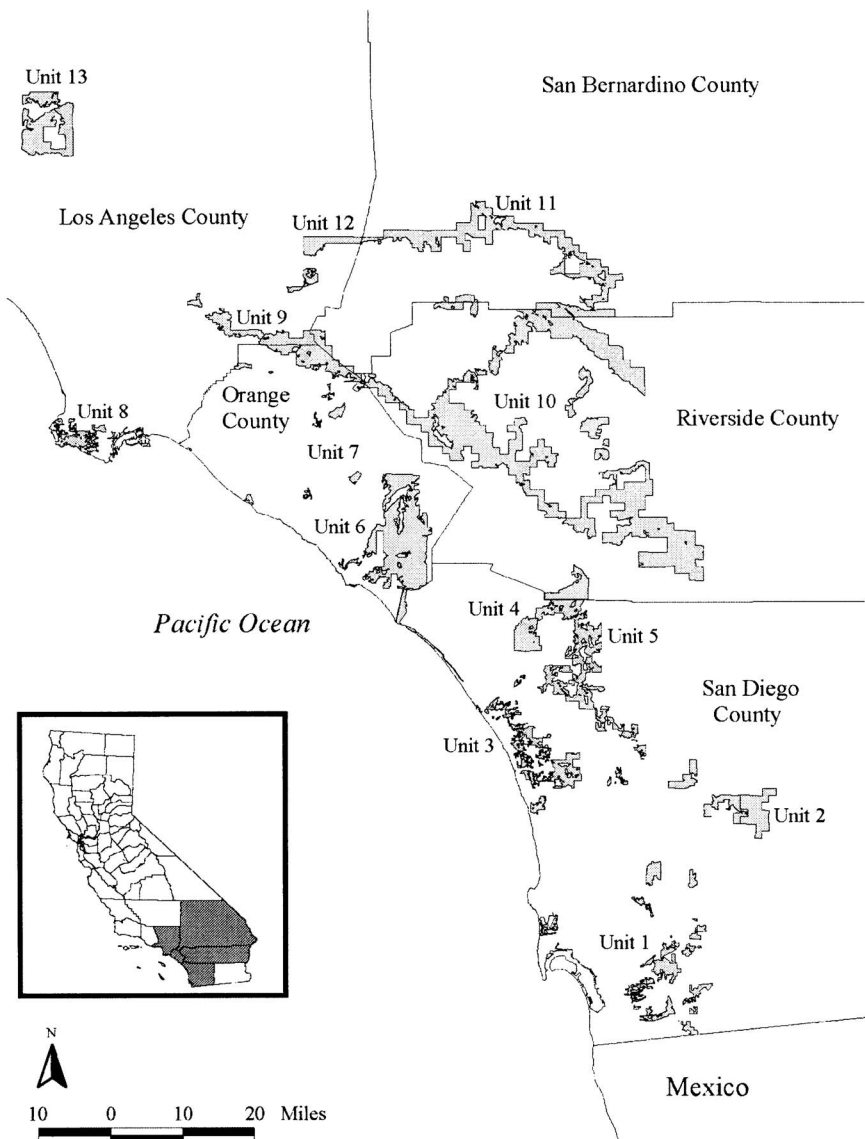 Unit 13
San Bernardino County
Los Angeles County
Unit 12
Unit 11
Unit 9
Orange
County
Unit 10
Unit 8
Riverside County
Unit 7
Unit 6
Pacific Ocean
Unit 4
Unit 5
San Diego
County
Unit 3
Unit 2
Unit 1
N
Mexico
10 0 10 20 Miles